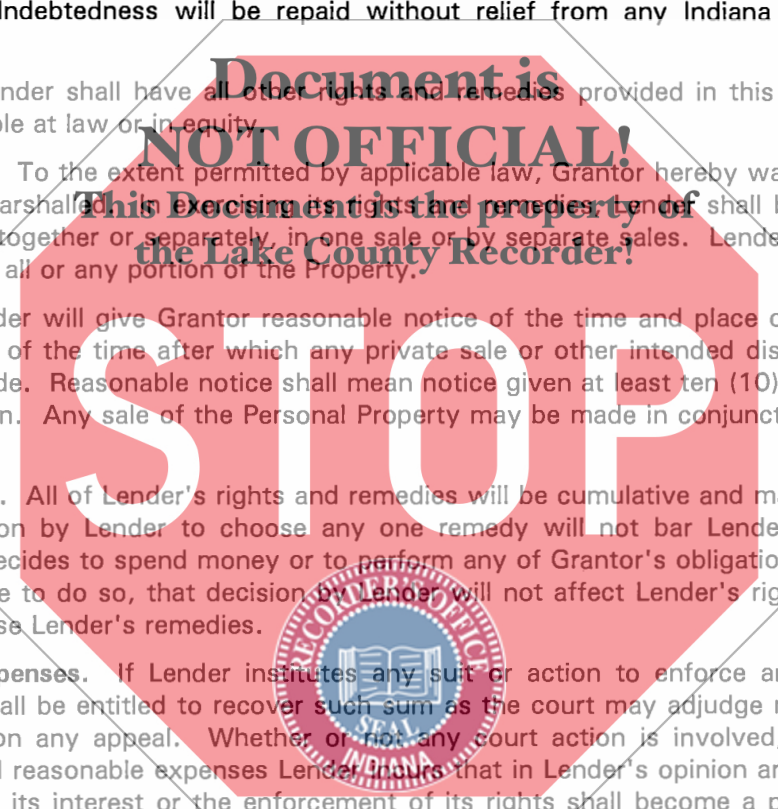 Indebtedness will be repaid without relief from any Indiana
Document is
nder shall have all other rights and remedies provided in this
le at law or in equity.
NOT OFFICIAL!
To the extent permitted by applicable law, Grantor hereby wa
This Document is the property of
arshalled. In exercising its rights and remedies, Lender shall
together or separately, in one sale or by separate sales. Lende
the Lake County Recorder!
all or any portion of the Property.
der will give Grantor reasonable notice of the time and place o
of the time after which any private sale or other intended dis
de. Reasonable notice shall mean notice given at least ten (10)
n. Any sale of the Personal Property may be made in conjunct
STOP
. All of Lender's rights and remedies will be cumulative and ma
on by Lender to choose any one remedy will not bar Lende
ecides to spend money or to perform any of Grantor's obligatio
e to do so, that decision by Lender will not affect Lender's rig
se Lender's remedies.
RECORDER'S OFFICE
SEAL
INDIANA
penses. If Lender institutes any suit or action to enforce an
all be entitled to recover such sum as the court may adjudge
on any appeal. Whether or not any court action is involved,
reasonable expenses Lender incurs that in Lender's opinion ar
its interest or the enforcement of its rights shall become a p